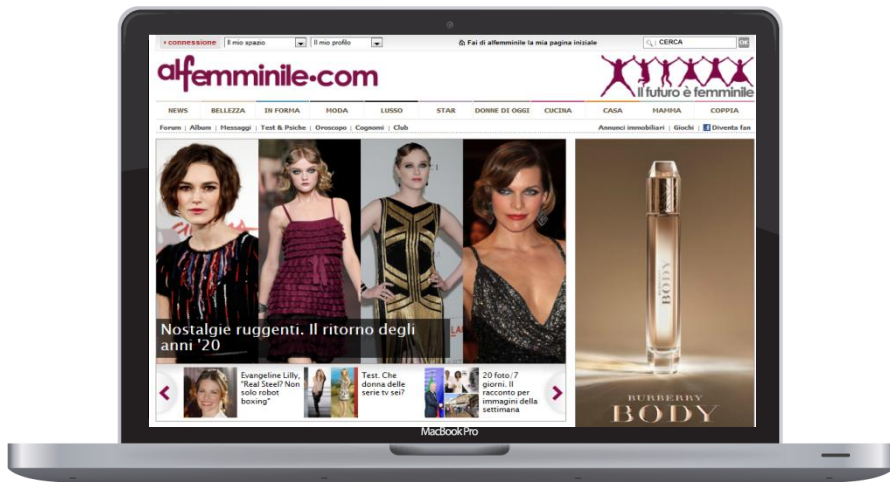 connessione Il mio spazio Il mio profilo Fai di alfemminile la mia pagina iniziale CERCA OK
alfemminile.com
Il futuro è femminile
NEWS BELLEZZA IN FORMA MODA LUSSO STAR DONNE DI OGGI CUCINA CASA MAMMA COPPIA
Forum | Album | Messaggi | Test & Psiche | Oroscopo | Cognomi | Club Annunci immobiliari | Giochi | Diventa fan
Nostalgie ruggenti. Il ritorno degli
anni '20
Evangeline Lilly,
"Real Steel? Non
solo robot
boxing"
Test. Che
donna delle
serie tv sei?
20 foto/7
giorni. Il
racconto per
immagini della
settimana
BODY
BURBERRY
BODY
MacBook Pro